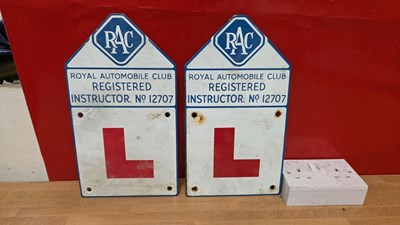 RAC
ROYAL AUTOMOBILE CLUB
REGISTERED
INSTRUCTOR. No 12707
L
RAC
ROYAL AUTOMOBILE CLUB
REGISTERED
INSTRUCTOR. No 12707
L